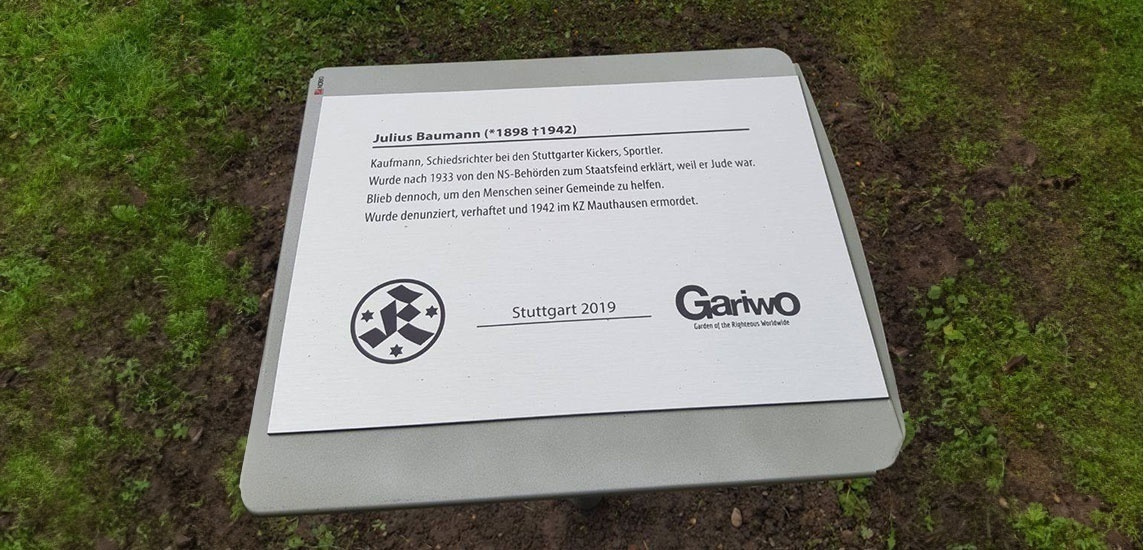 Julius Baumann (*1898 †1942)
Kaufmann, Schiedsrichter bei den Stuttgarter Kickers, Sportler.
Wurde nach 1933 von den NS-Behörden zum Staatsfeind erklärt, weil er Jude war.
Blieb dennoch, um den Menschen seiner Gemeinde zu helfen.
Wurde denunziert, verhaftet und 1942 im KZ Mauthausen ermordet.
Stuttgart 2019
Gariwo
Garden of the Righteous Worldwide